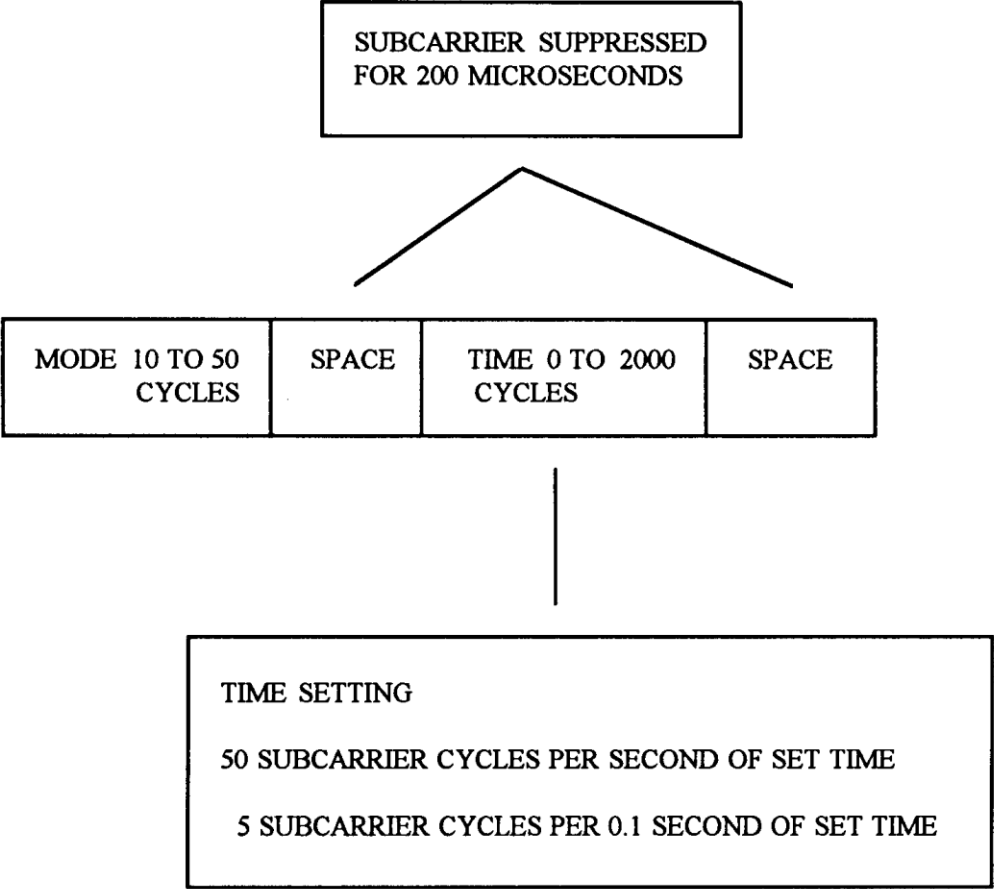 SUBCARRIER SUPPRESSED
FOR 200 MICROSECONDS
MODE 10 TO 50
CYCLES
SPACE
TIME 0 TO 2000
CYCLES
SPACE
TIME SETTING
50 SUBCARRIER CYCLES PER SECOND OF SET TIME
5 SUBCARRIER CYCLES PER 0.1 SECOND OF SET TIME